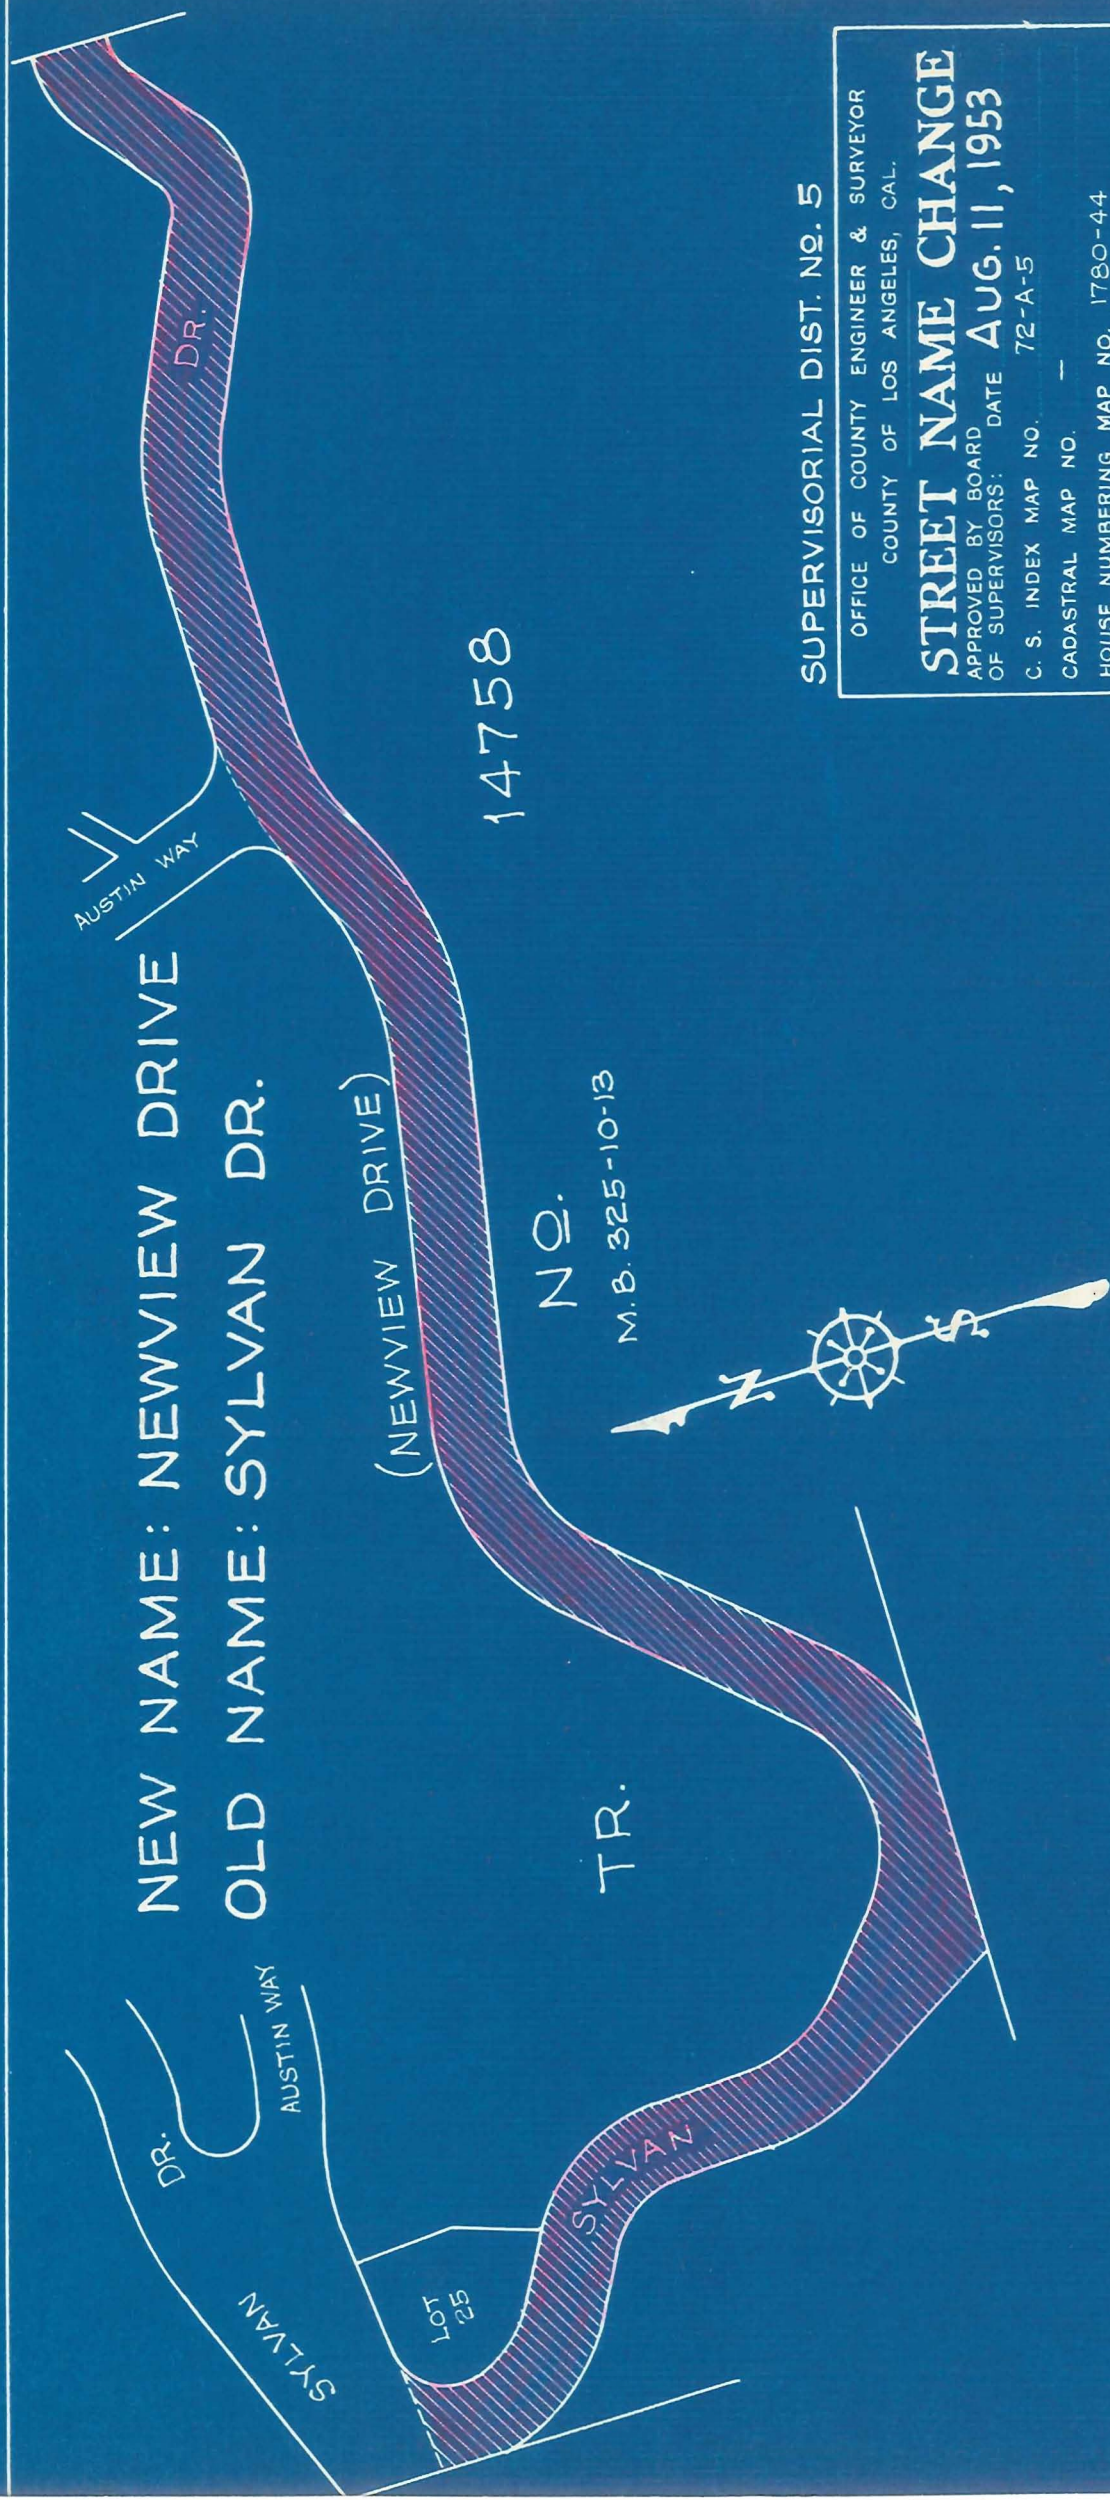 NEW NAME: NEWVIEW DRIVE
OLD NAME: SYLVAN DR.
AUSTIN WAY
DR.
(NEWVIEW DRIVE)
14758
NO.
M.B. 325-10-13
TR.
N
S
DR.
AUSTIN WAY
SYLVAN
LOT
25
SYLVAN
SUPERVISORIAL DIST. NO. 5
OFFICE OF COUNTY ENGINEER & SURVEYOR
COUNTY OF LOS ANGELES, CAL.
STREET NAME CHANGE
APPROVED BY BOARD
OF SUPERVISORS: DATE AUG. 11, 1953
C. S. INDEX MAP NO. 72-A-5
CADASTRAL MAP NO. —
HOUSE NUMBERING MAP NO. 1780-44